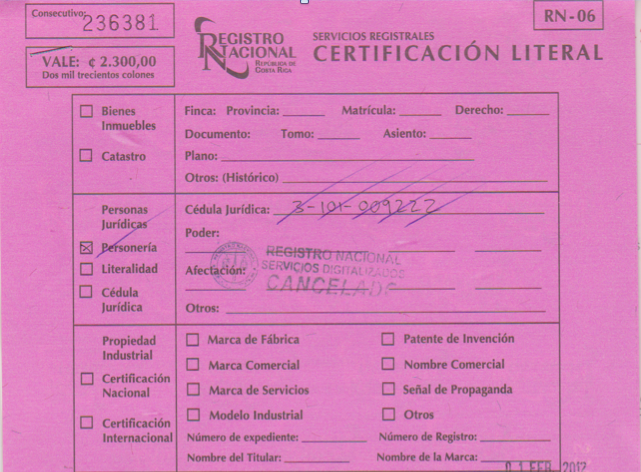 Consecutivo: 236381
RN-06
VALE: ¢ 2.300,00
Dos mil trecientos colones
REGISTRO NACIONAL
REPÚBLICA DE COSTA RICA
SERVICIOS REGISTRALES
CERTIFICACIÓN LITERAL
Bienes Inmuebles
Finca: Provincia: Matrícula: Derecho:
Documento: Tomo: Asiento:
Catastro
Plano:
Otros: (Histórico)
Personas Jurídicas
Cédula Jurídica: 3-101-009222
Poder:
Personería
REGISTRO NACIONAL
SERVICIOS DIGITALIZADOS
CANCELADO
Literalidad
Afectación:
Cédula Jurídica
Otros:
Propiedad Industrial
Marca de Fábrica
Patente de Invención
Marca Comercial
Nombre Comercial
Certificación Nacional
Marca de Servicios
Señal de Propaganda
Modelo Industrial
Otros
Certificación Internacional
Número de expediente: Número de Registro:
Nombre del Titular: Nombre de la Marca:
01 FEB 2012